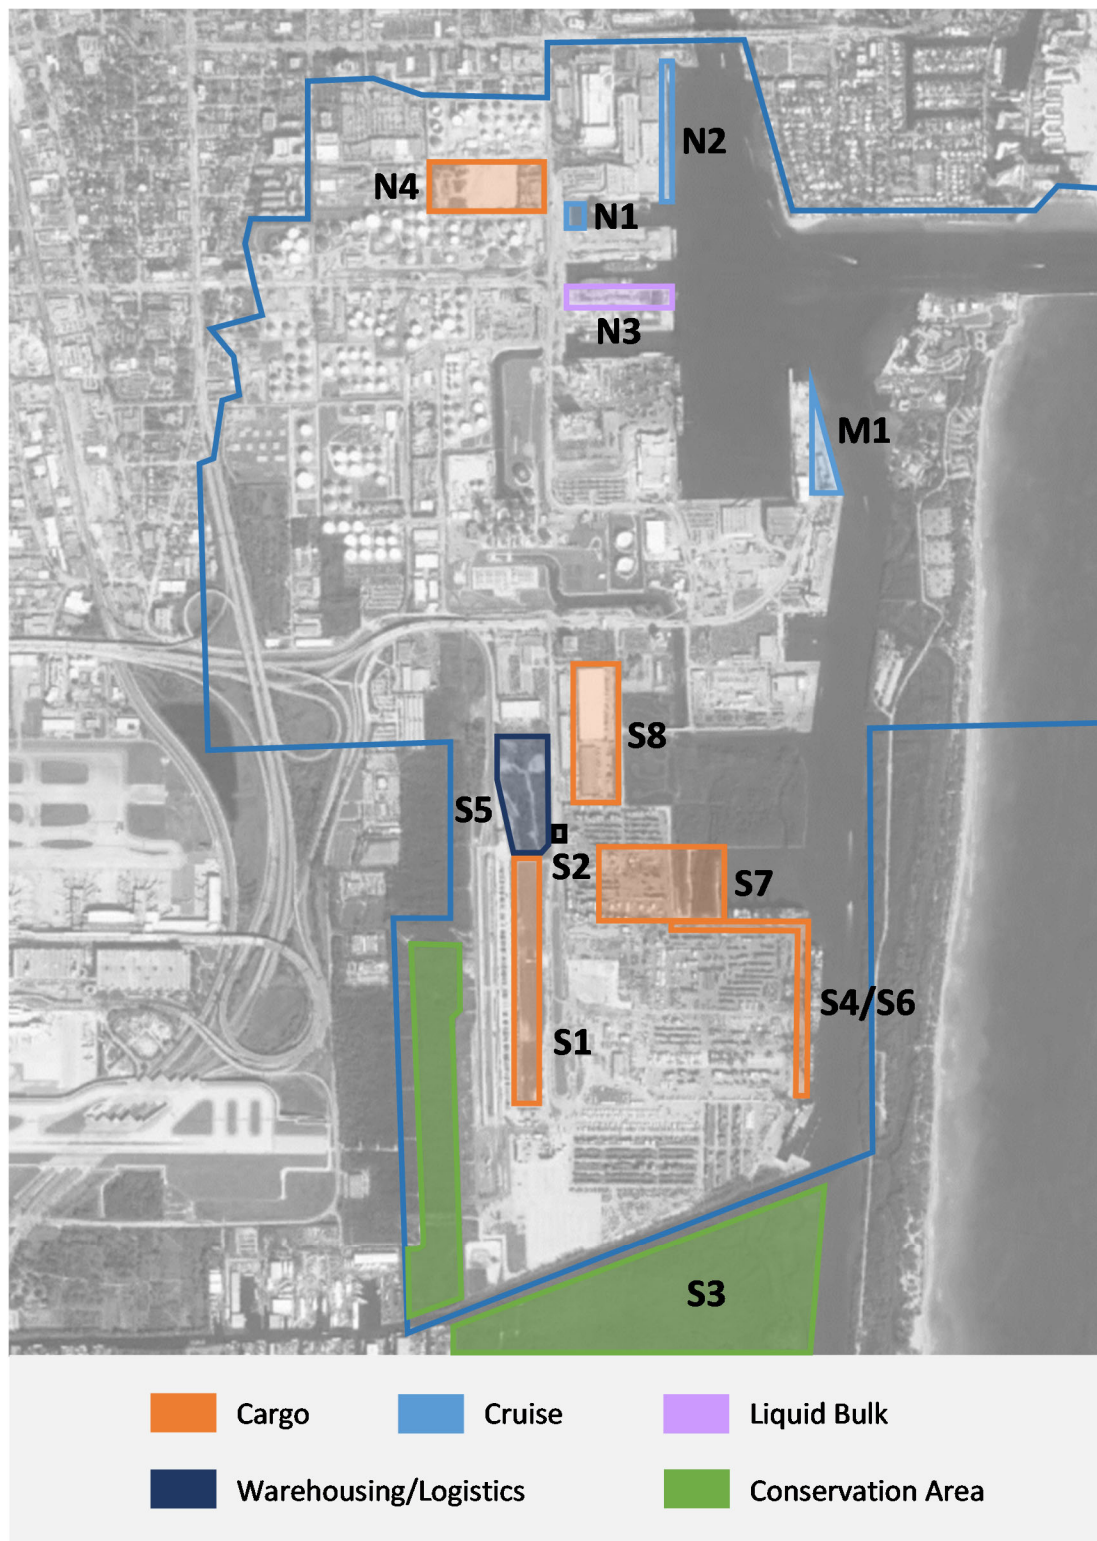 N2
N4
N1
N3
M1
S8
S5
S2
S7
S4/S6
S1
S3
Cargo
Cruise
Liquid Bulk
Warehousing/Logistics
Conservation Area